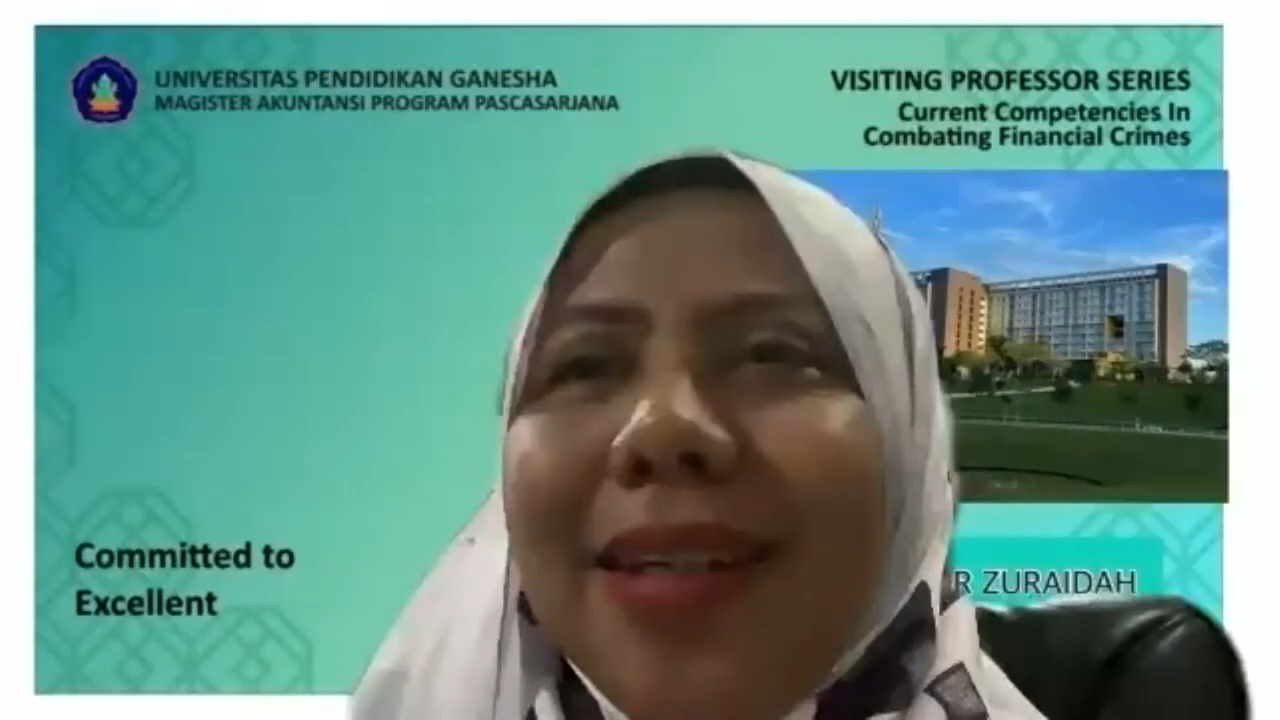 UNIVERSITAS PENDIDIKAN GANESHA
MAGISTER AKUNTANSI PROGRAM PASCASARJANA
VISITING PROFESSOR SERIES
Current Competencies In
Combating Financial Crimes
Committed to
Excellent
R ZURAIDAH